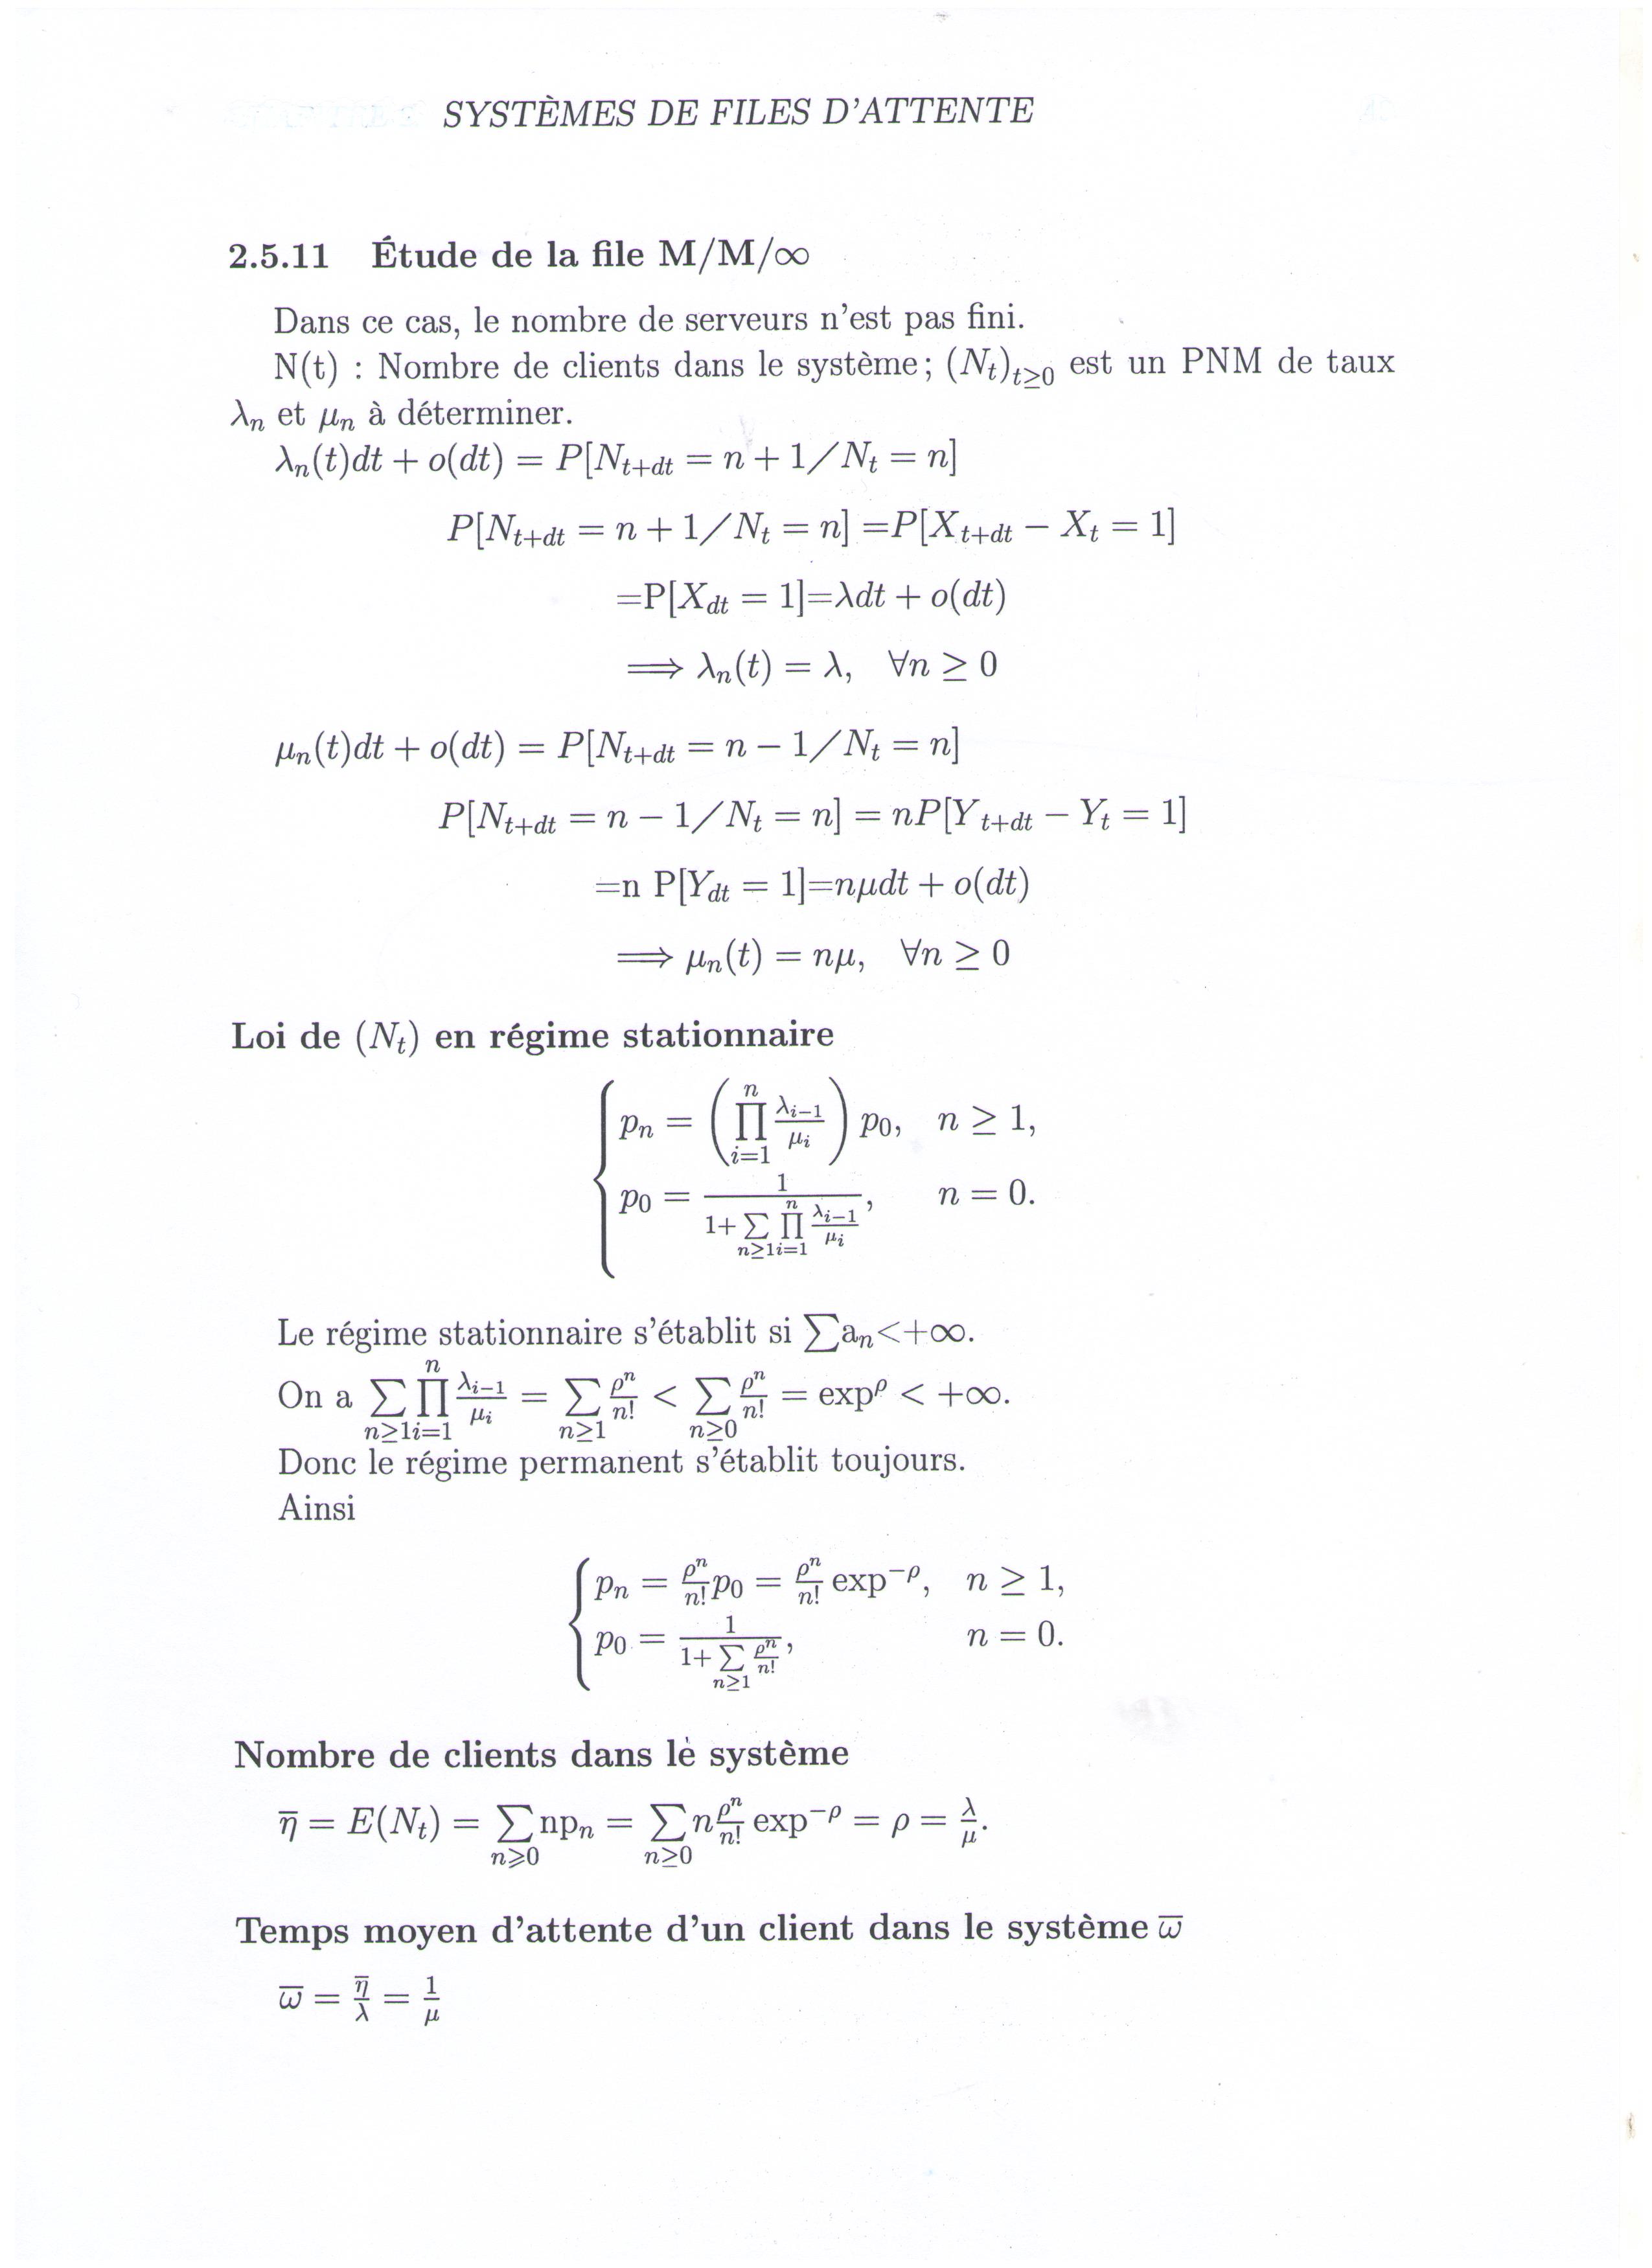 SYSTÈMES DE FILES D'ATTENTE
2.5.11 Étude de la file M/M/∞
Dans ce cas, le nombre de serveurs n'est pas fini.
N(t) : Nombre de clients dans le système ; $(N_t)_{t \geq 0}$ est un PNM de taux
$\lambda_n$ et $\mu_n$ à déterminer.
$\lambda_n(t)dt + o(dt) = P[N_{t+dt} = n + 1 / N_t = n]$
$P[N_{t+dt} = n + 1 / N_t = n] = P[X_{t+dt} - X_t = 1]$
$= P[X_{dt} = 1] = \lambda dt + o(dt)$
$\Longrightarrow \lambda_n(t) = \lambda, \quad \forall n \geq 0$
$\mu_n(t)dt + o(dt) = P[N_{t+dt} = n - 1 / N_t = n]$
$P[N_{t+dt} = n - 1 / N_t = n] = nP[Y_{t+dt} - Y_t = 1]$
$= n P[Y_{dt} = 1] = n\mu dt + o(dt)$
$\Longrightarrow \mu_n(t) = n\mu, \quad \forall n \geq 0$
Loi de $(N_t)$ en régime stationnaire
$p_n = \left( \prod_{i=1}^{n} \frac{\lambda_{i-1}}{\mu_i} \right) p_0, \quad n \geq 1,$
$p_0 = \frac{1}{1 + \sum_{n \geq 1} \prod_{i=1}^{n} \frac{\lambda_{i-1}}{\mu_i}}, \quad n = 0.$
Le régime stationnaire s'établit si $\sum a_n < +\infty$.
On a $\sum_{n \geq 1} \prod_{i=1}^{n} \frac{\lambda_{i-1}}{\mu_i} = \sum_{n \geq 1} \frac{\rho^n}{n!} < \sum_{n \geq 0} \frac{\rho^n}{n!} = \exp^{\rho} < +\infty.$
Donc le régime permanent s'établit toujours.
Ainsi
$p_n = \frac{\rho^n}{n!} p_0 = \frac{\rho^n}{n!} \exp^{-\rho}, \quad n \geq 1,$
$p_0 = \frac{1}{1 + \sum_{n \geq 1} \frac{\rho^n}{n!}}, \quad n = 0.$
Nombre de clients dans le système
$\overline{\eta} = E(N_t) = \sum_{n \geqslant 0} n p_n = \sum_{n \geq 0} n \frac{\rho^n}{n!} \exp^{-\rho} = \rho = \frac{\lambda}{\mu}.$
Temps moyen d'attente d'un client dans le système $\overline{\omega}$
$\overline{\omega} = \frac{\overline{\eta}}{\lambda} = \frac{1}{\mu}$